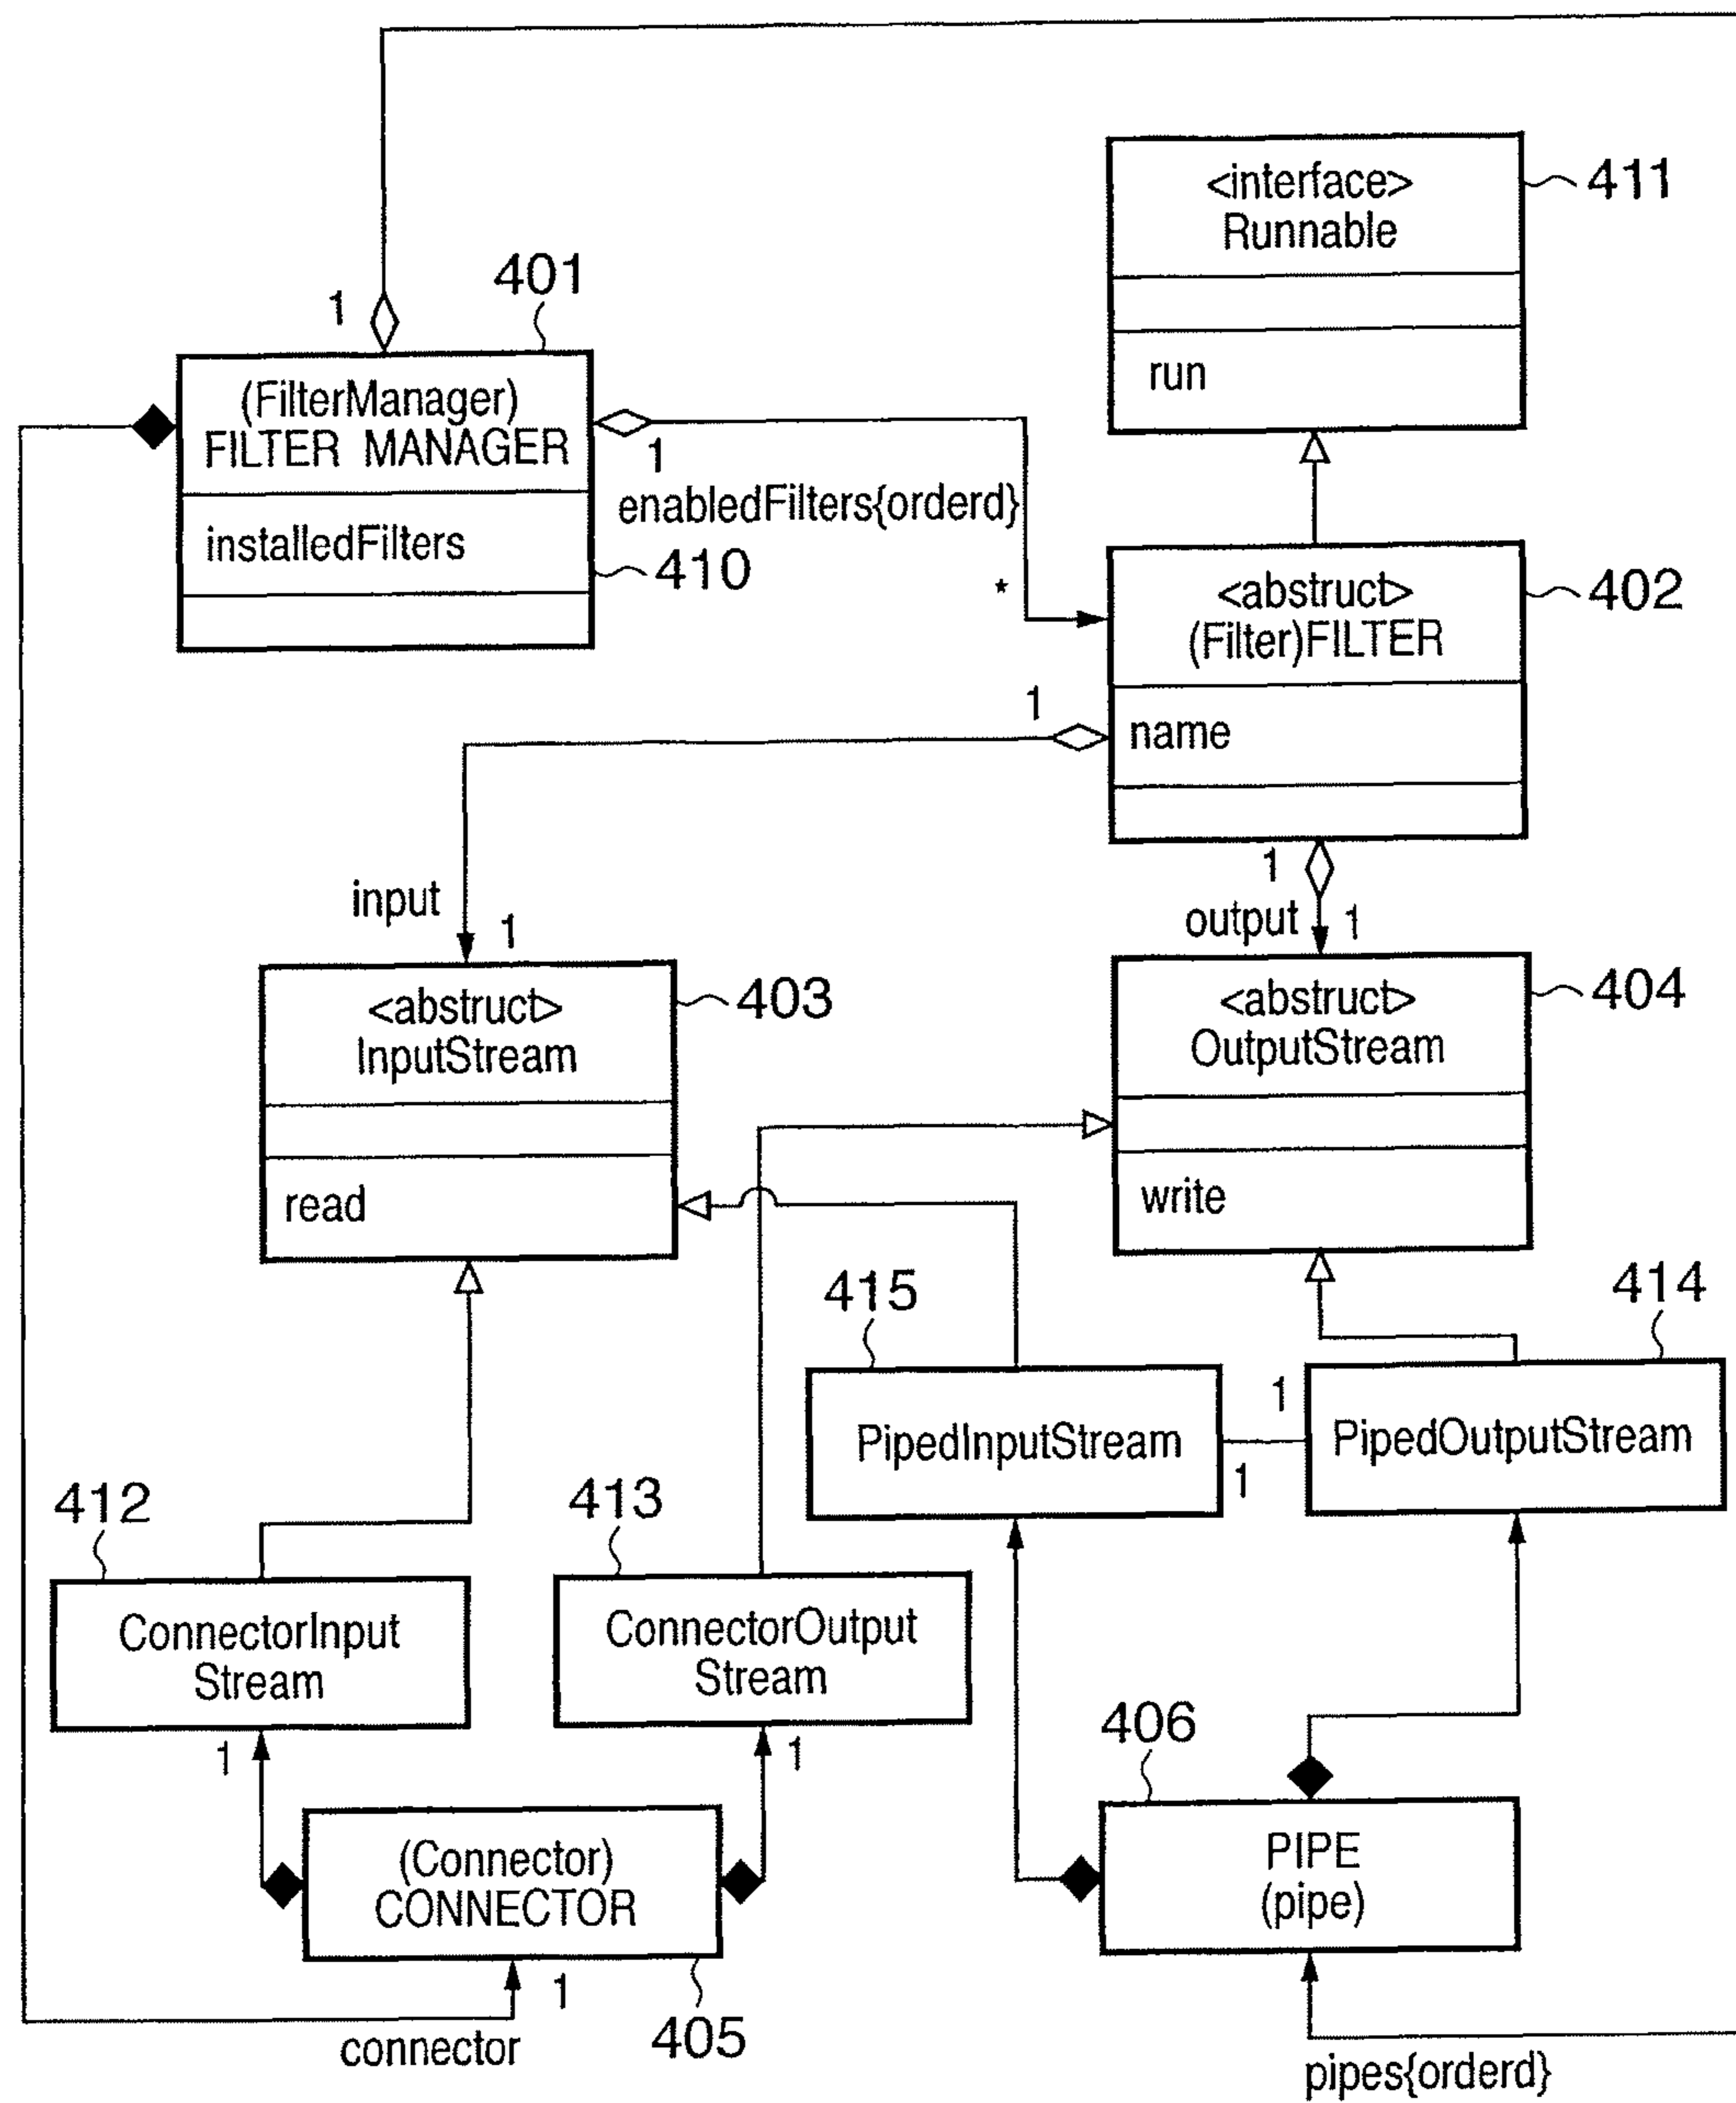 <interface>
Runnable
411
run
401
1
(FilterManager)
FILTER MANAGER
installedFilters
410
1
enabledFilters{orderd}
*
<abstruct>
(Filter)FILTER
402
name
1
1
input
1
output
1
<abstruct>
InputStream
403
read
<abstruct>
OutputStream
404
write
415
414
PipedInputStream
1
1
PipedOutputStream
412
413
ConnectorInput
Stream
ConnectorOutput
Stream
1
1
406
(Connector)
CONNECTOR
PIPE
(pipe)
1
405
connector
pipes{orderd}